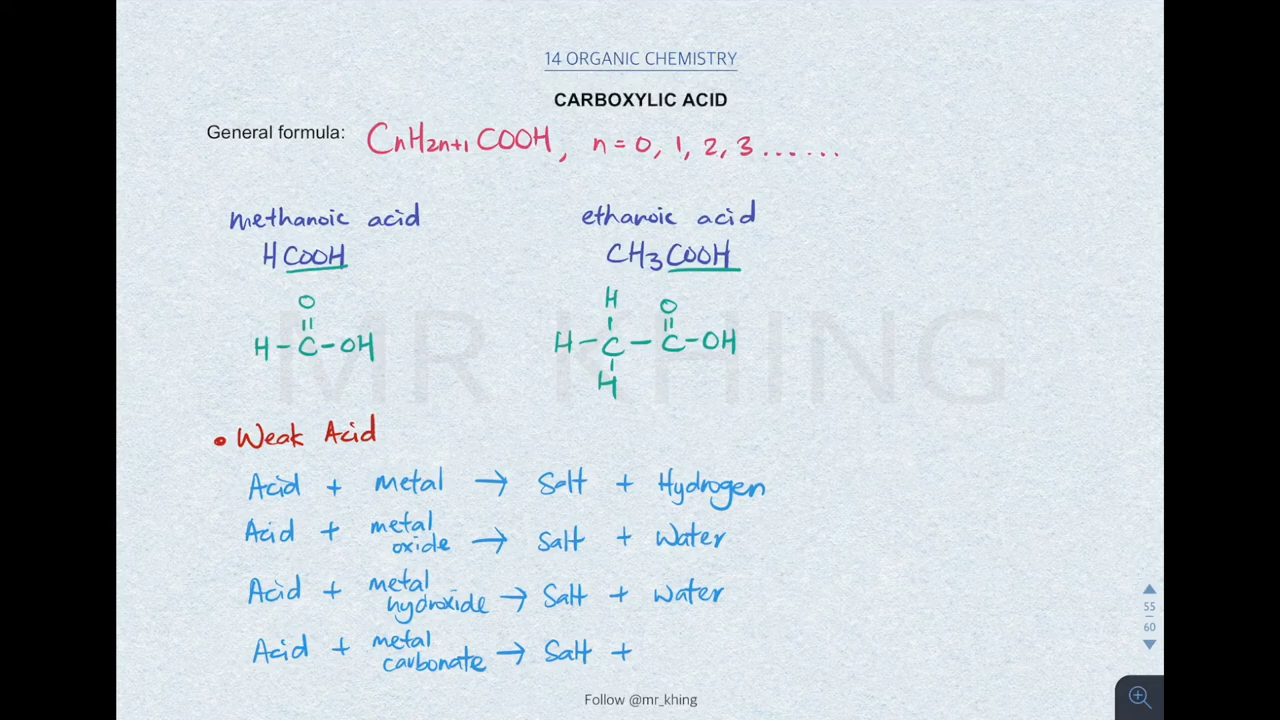 14 ORGANIC CHEMISTRY
CARBOXYLIC ACID
General formula: CnH2n+1 COOH, n = 0, 1, 2, 3 ......
methanoic acid
HCOOH
O
H - C - OH
ethanoic acid
CH3COOH
H O
H - C - C - OH
H
MR KHING
• Weak Acid
Acid + metal → Salt + Hydrogen
Acid + metal oxide → Salt + Water
Acid + metal hydroxide → Salt + Water
Acid + metal carbonate → Salt +
55
60
Follow @mr_khing